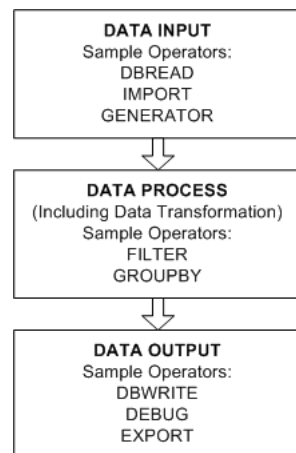 DATA INPUT
Sample Operators:
DBREAD
IMPORT
GENERATOR
DATA PROCESS
(Including Data Transformation)
Sample Operators:
FILTER
GROUPBY
DATA OUTPUT
Sample Operators:
DBWRITE
DEBUG
EXPORT